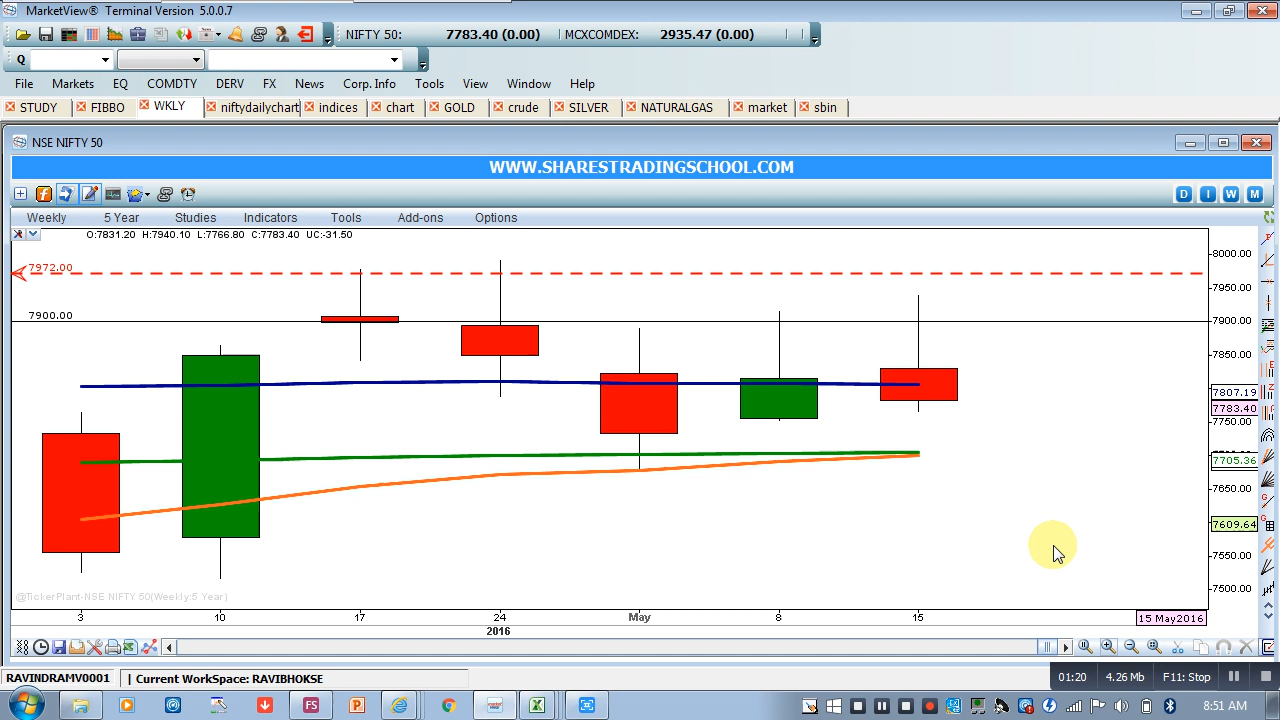 MarketView® Terminal Version 5.0.0.7
NIFTY 50: 7783.40 (0.00) MCXCOMDEX: 2935.47 (0.00)
Q
File Markets EQ COMDTY DERV FX News Corp. Info Tools View Window Help
STUDY FIBBO WKLY niftydailychart indices chart GOLD crude SILVER NATURALGAS market sbin
NSE NIFTY 50
WWW.SHARESTRADINGSCHOOL.COM
D I W M
Weekly 5 Year Studies Indicators Tools Add-ons Options
O:7831.20 H:7940.10 L:7766.80 C:7783.40 UC:-31.50
8000.00
7972.00
7950.00
7900.00 7900.00
7850.00
7807.19
7783.40
7750.00
7705.36
7650.00
7609.64
7550.00
7500.00
@TickerPlant-NSE NIFTY 50(Weekly:5 Year)
3 10 17 24 May 8 15 15 May2016
2016
RAVINDRAMV0001 | Current WorkSpace: RAVIBHOKSE
01:20 4.26 Mb F11: Stop
FS
8:51 AM